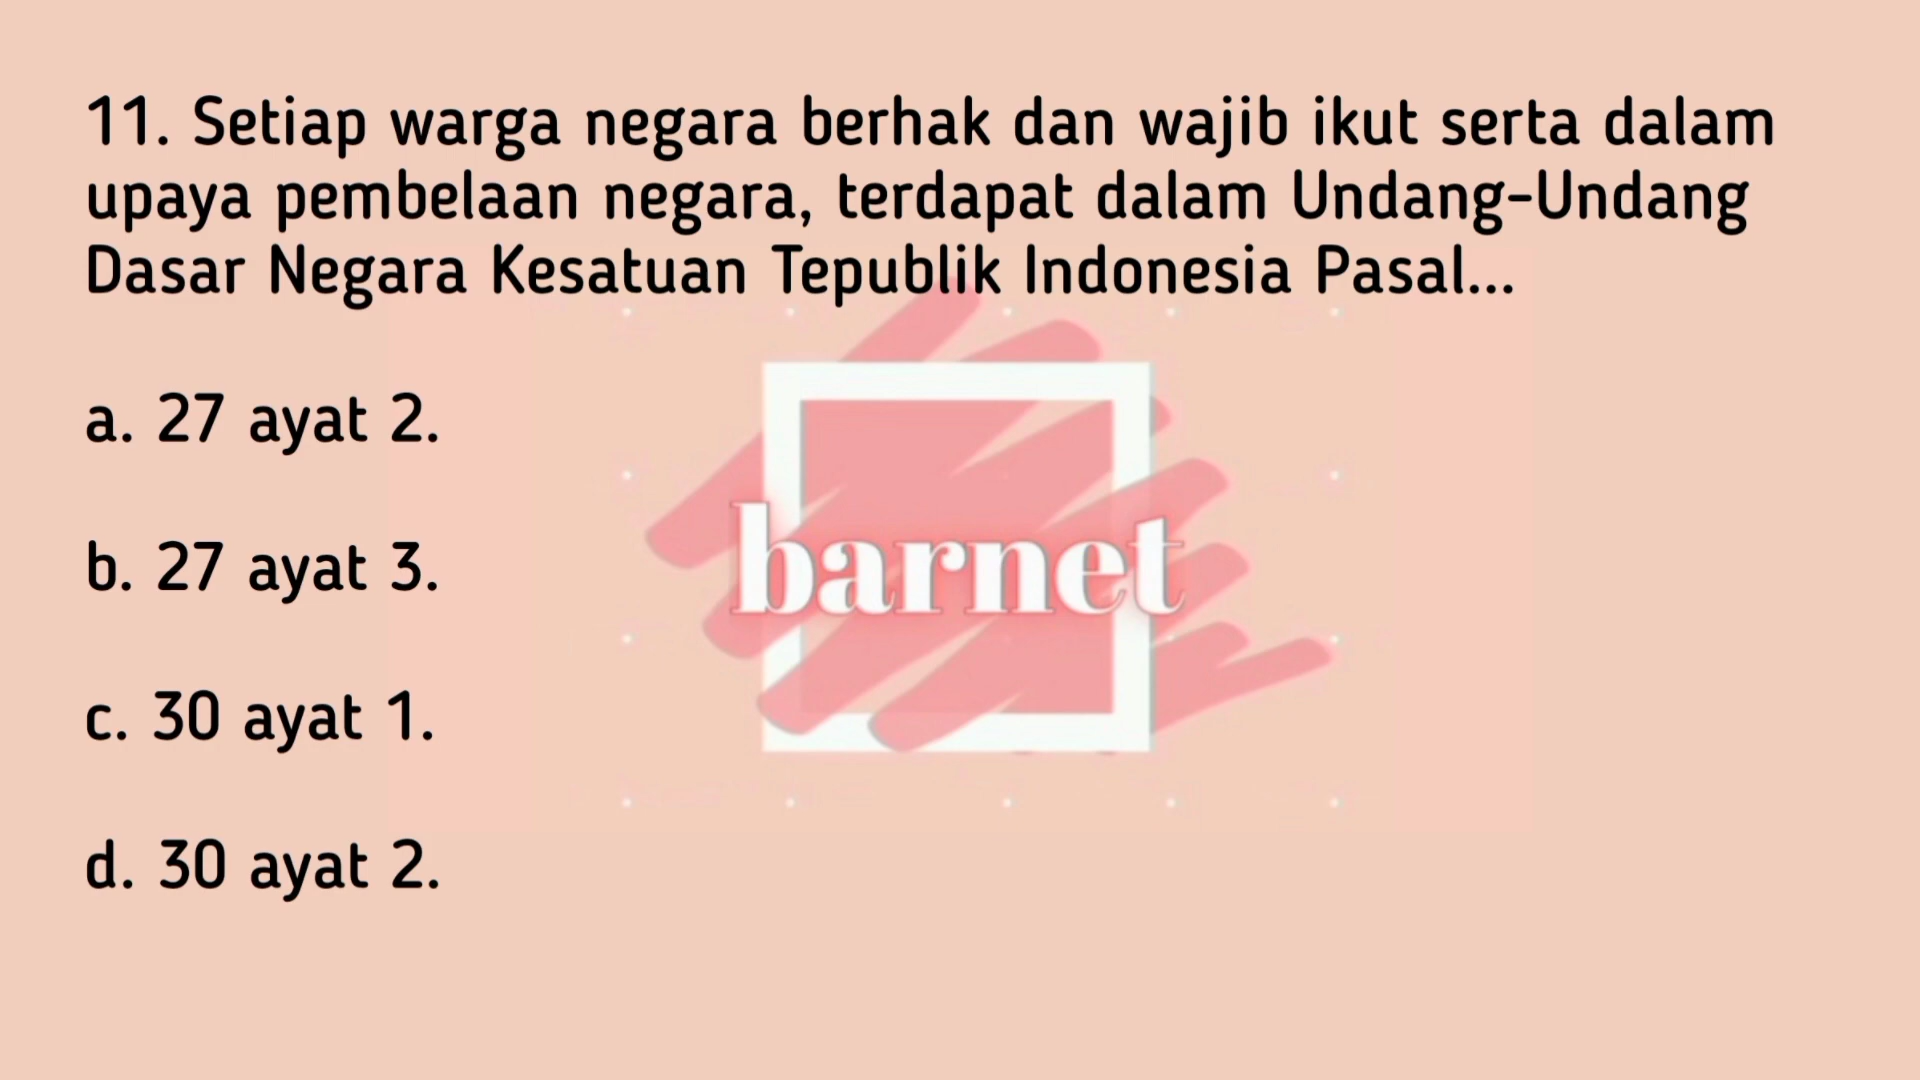 11. Setiap warga negara berhak dan wajib ikut serta dalam
upaya pembelaan negara, terdapat dalam Undang-Undang
Dasar Negara Kesatuan Tepublik Indonesia Pasal...
a. 27 ayat 2.
b. 27 ayat 3.
barnet
c. 30 ayat 1.
d. 30 ayat 2.